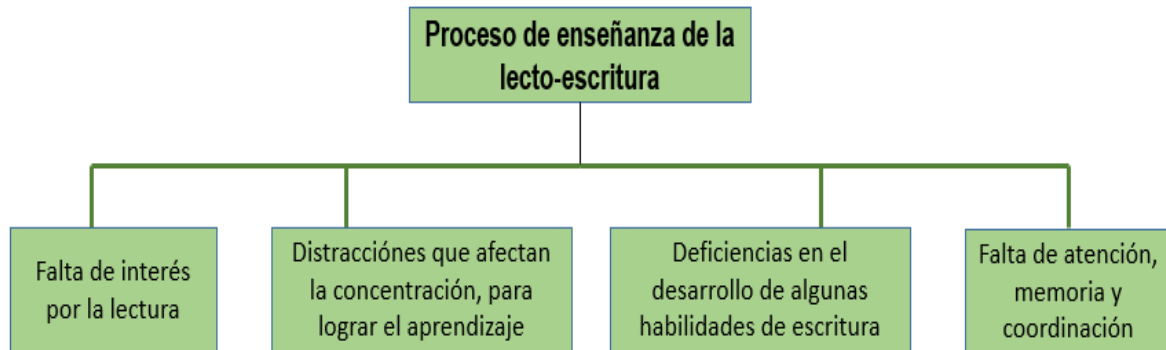 Proceso de enseñanza de la
lecto-escritura
Falta de interés
por la lectura
Distracciónes que afectan
la concentración, para
lograr el aprendizaje
Deficiencias en el
desarrollo de algunas
habilidades de escritura
Falta de atención,
memoria y
coordinación